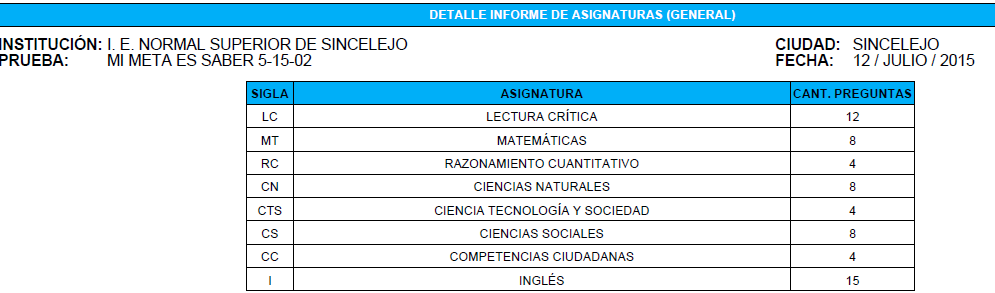 DETALLE INFORME DE ASIGNATURAS (GENERAL)
INSTITUCIÓN: I. E. NORMAL SUPERIOR DE SINCELEJO CIUDAD: SINCELEJO
PRUEBA: MI META ES SABER 5-15-02 FECHA: 12 / JULIO / 2015
SIGLA ASIGNATURA CANT. PREGUNTAS
LC LECTURA CRÍTICA 12
MT MATEMÁTICAS 8
RC RAZONAMIENTO CUANTITATIVO 4
CN CIENCIAS NATURALES 8
CTS CIENCIA TECNOLOGÍA Y SOCIEDAD 4
CS CIENCIAS SOCIALES 8
CC COMPETENCIAS CIUDADANAS 4
I INGLÉS 15